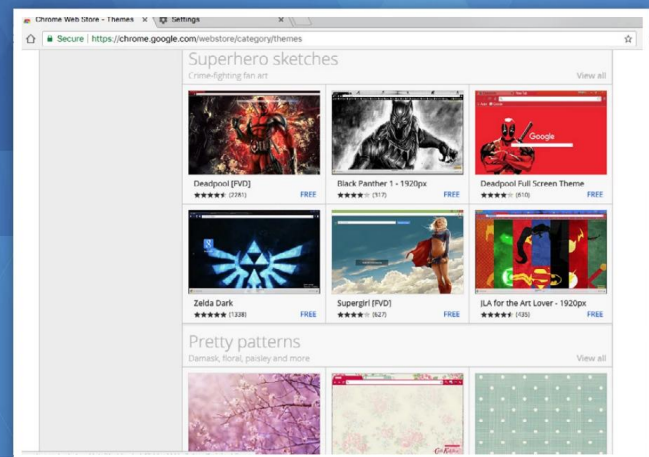 Chrome Web Store - Themes
Settings
Secure | https://chrome.google.com/webstore/category/themes
Superhero sketches
Crime-fighting fan art
View all
Google
Deadpool [FVD]
(2281)
FREE
Black Panther 1 - 1920px
(317)
FREE
Deadpool Full Screen Theme
(610)
FREE
Zelda Dark
(1338)
FREE
Supergirl [FVD]
(627)
FREE
JLA for the Art Lover - 1920px
(435)
FREE
Pretty patterns
Damask, floral, paisley and more
View all